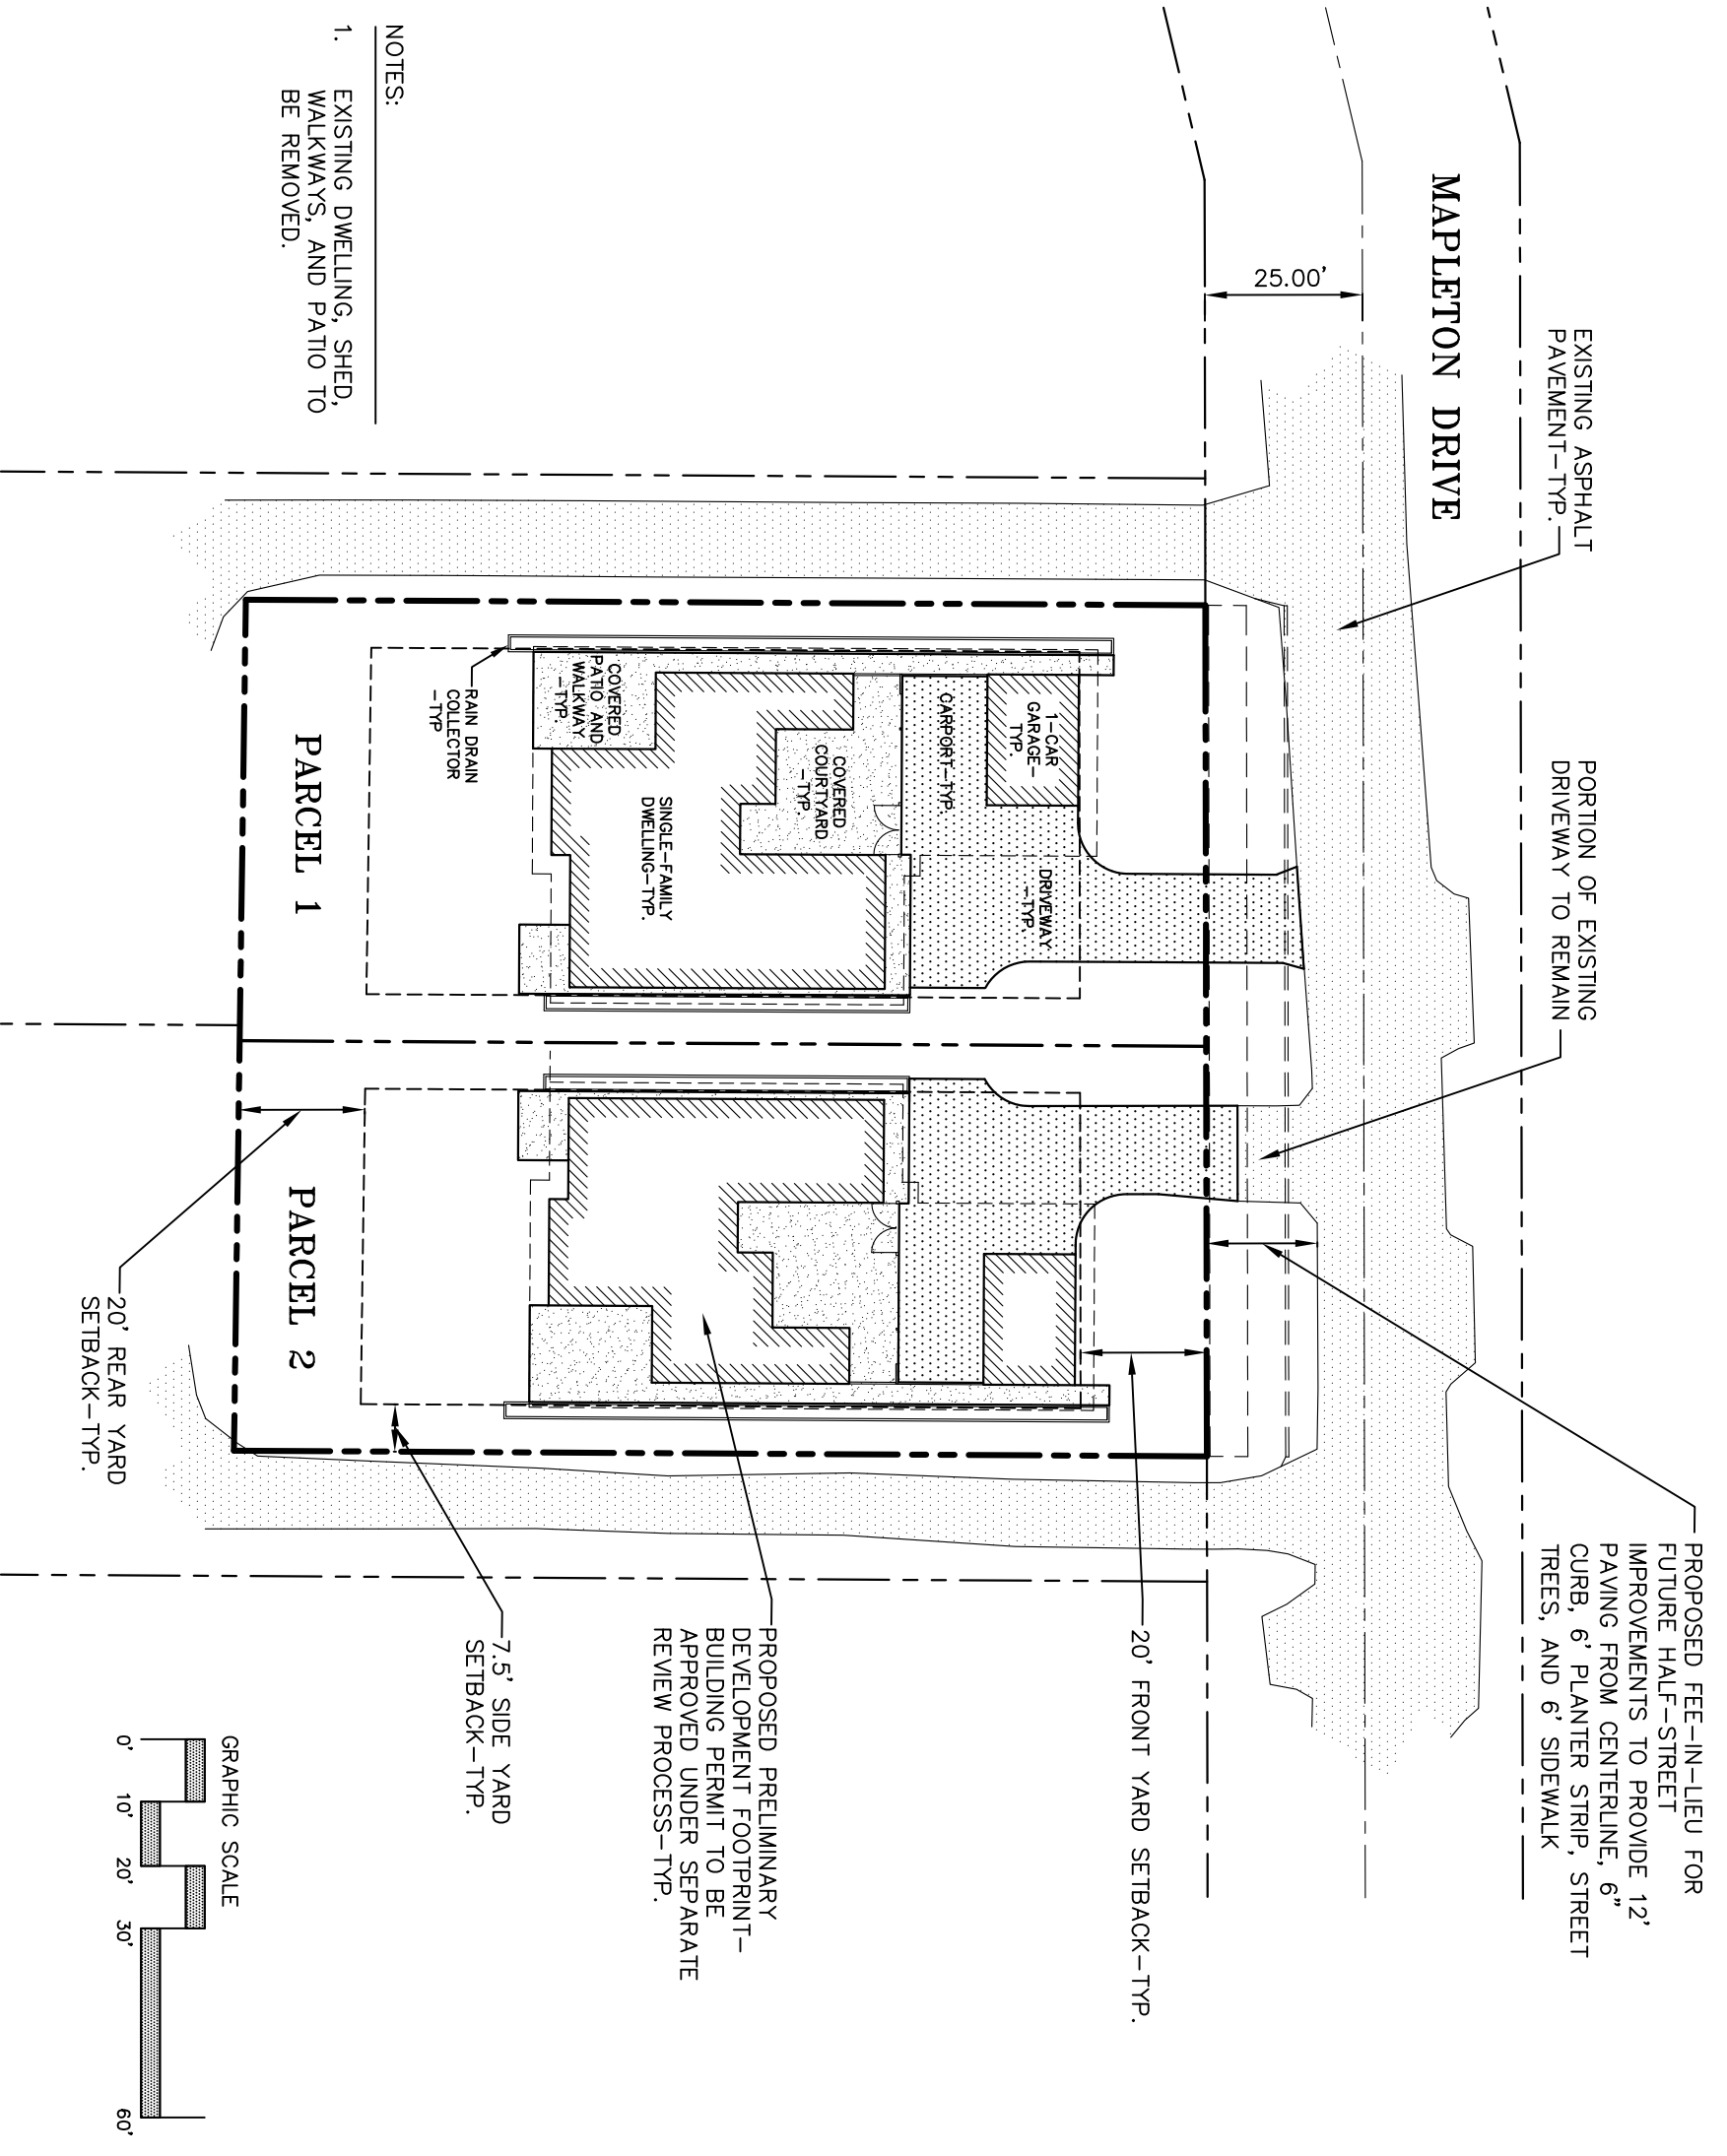 MAPLETON DRIVE
25.00'
EXISTING ASPHALT
PAVEMENT-TYP.
PORTION OF EXISTING
DRIVEWAY TO REMAIN
PROPOSED FEE-IN-LIEU FOR
FUTURE HALF-STREET
IMPROVEMENTS TO PROVIDE 12'
PAVING FROM CENTERLINE, 6"
CURB, 6' PLANTER STRIP, STREET
TREES, AND 6' SIDEWALK
20' FRONT YARD SETBACK-TYP.
1-CAR
GARAGE-
TYP.
CARPORT-TYP.
DRIVEWAY
-TYP
COVERED
COURTYARD
-TYP.
SINGLE-FAMILY
DWELLING-TYP.
COVERED
PATIO AND
WALKWAY
-TYP.
RAIN DRAIN
COLLECTOR
-TYP
PROPOSED PRELIMINARY
DEVELOPMENT FOOTPRINT-
BUILDING PERMIT TO BE
APPROVED UNDER SEPARATE
REVIEW PROCESS-TYP.
7.5' SIDE YARD
SETBACK-TYP.
PARCEL 1
PARCEL 2
20' REAR YARD
SETBACK-TYP.
NOTES:
1. EXISTING DWELLING, SHED,
WALKWAYS, AND PATIO TO
BE REMOVED.
GRAPHIC SCALE
0' 10' 20' 30' 60'